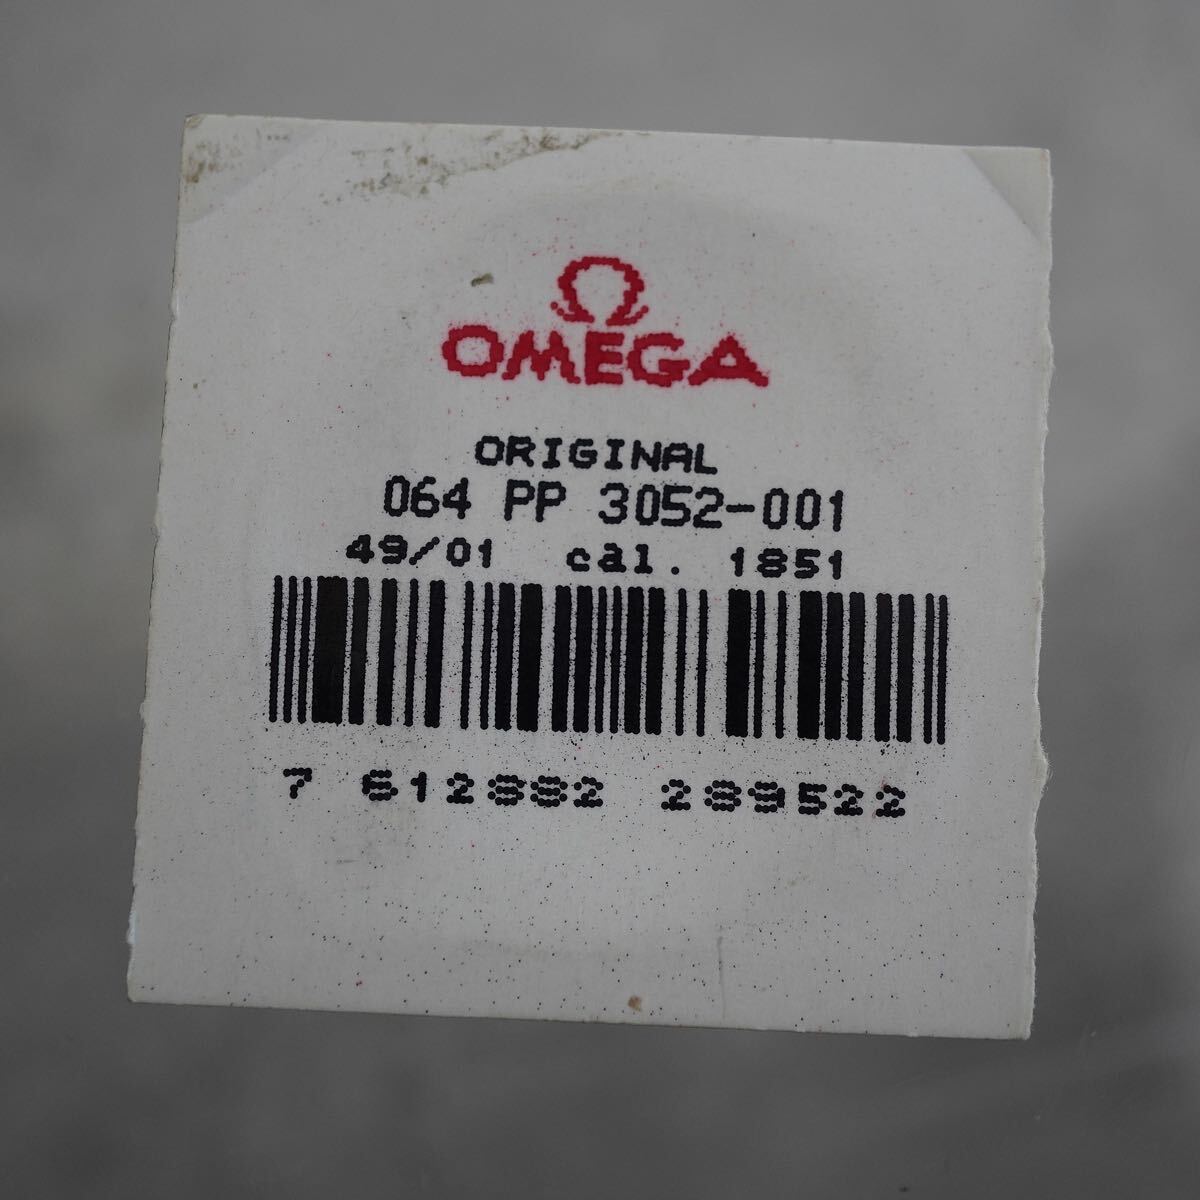 Ω
OMEGA
ORIGINAL
064 PP 3052-001
49/01 cal. 1851
7 612882 289522